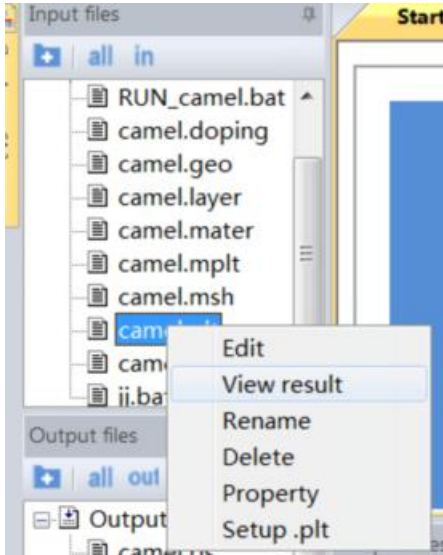 Input files
Start
all in
RUN_camel.bat
camel.doping
camel.geo
camel.layer
camel.mater
camel.mplt
camel.msh
Edit
View result
Rename
Delete
Property
Setup .plt
Output files
all out
Output